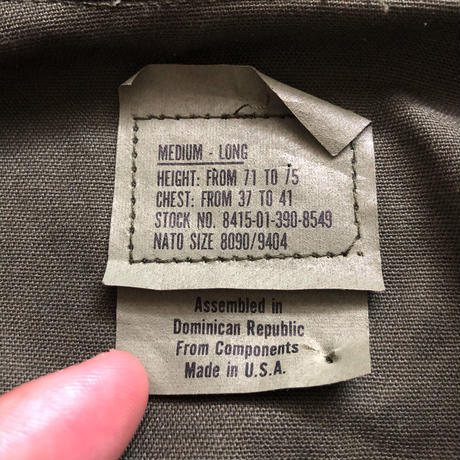 MEDIUM - LONG
HEIGHT: FROM 71 TO 75
CHEST: FROM 37 TO 41
STOCK NO. 8415-01-390-8549
NATO SIZE 8090/9404
Assembled in
Dominican Republic
From Components
Made in U.S.A.